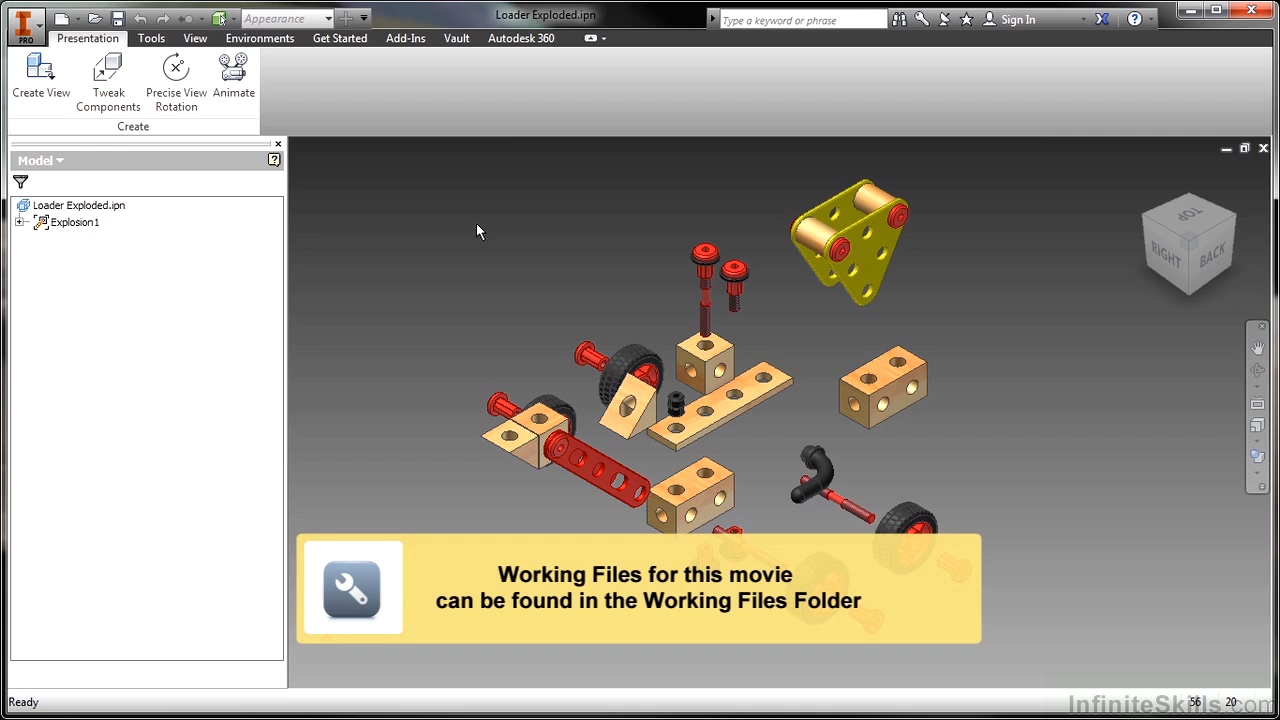 Loader Exploded.ipn
Appearance
Type a keyword or phrase
Sign In
PRO
Presentation
Tools
View
Environments
Get Started
Add-Ins
Vault
Autodesk 360
Create View
Tweak
Components
Precise View
Rotation
Animate
Create
Model
Loader Exploded.ipn
Explosion1
TOP
RIGHT
BACK
Working Files for this movie
can be found in the Working Files Folder
Ready
56
20
InfiniteSkills.com